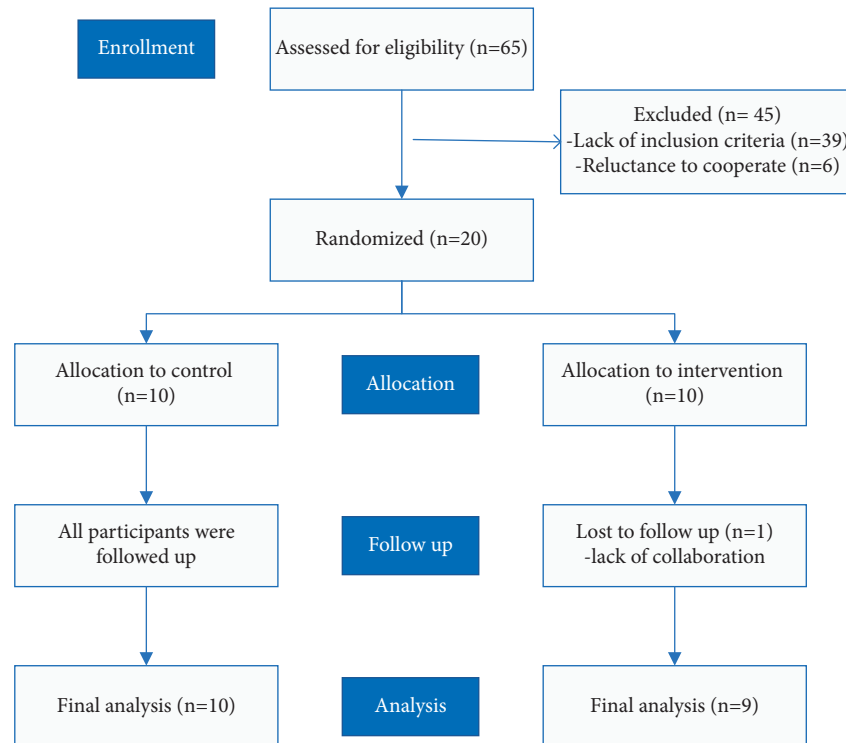 Enrollment
Assessed for eligibility (n=65)
Excluded (n= 45)
-Lack of inclusion criteria (n=39)
-Reluctance to cooperate (n=6)
Randomized (n=20)
Allocation to control
(n=10)
Allocation
Allocation to intervention
(n=10)
All participants were
followed up
Follow up
Lost to follow up (n=1)
-lack of collaboration
Final analysis (n=10)
Analysis
Final analysis (n=9)